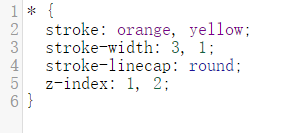 1 * {
2   stroke: orange, yellow;
3   stroke-width: 3, 1;
4   stroke-linecap: round;
5   z-index: 1, 2;
6 }